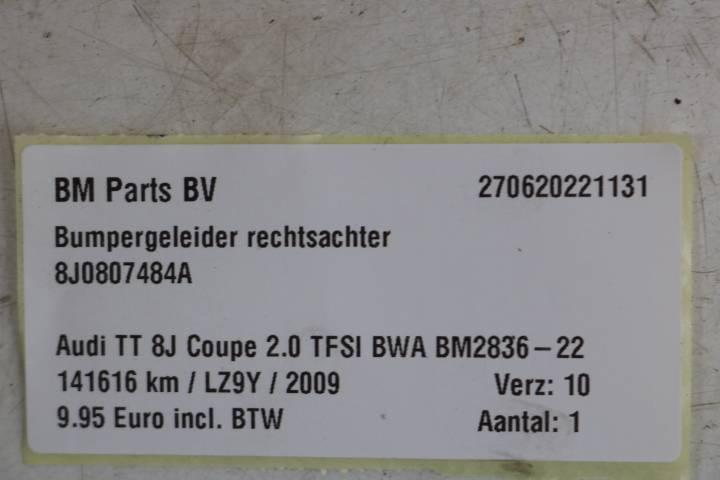 BM Parts BV 270620221131
Bumpergeleider rechtsachter
8J0807484A
Audi TT 8J Coupe 2.0 TFSI BWA BM2836-22
141616 km / LZ9Y / 2009 Verz: 10
9.95 Euro incl. BTW Aantal: 1